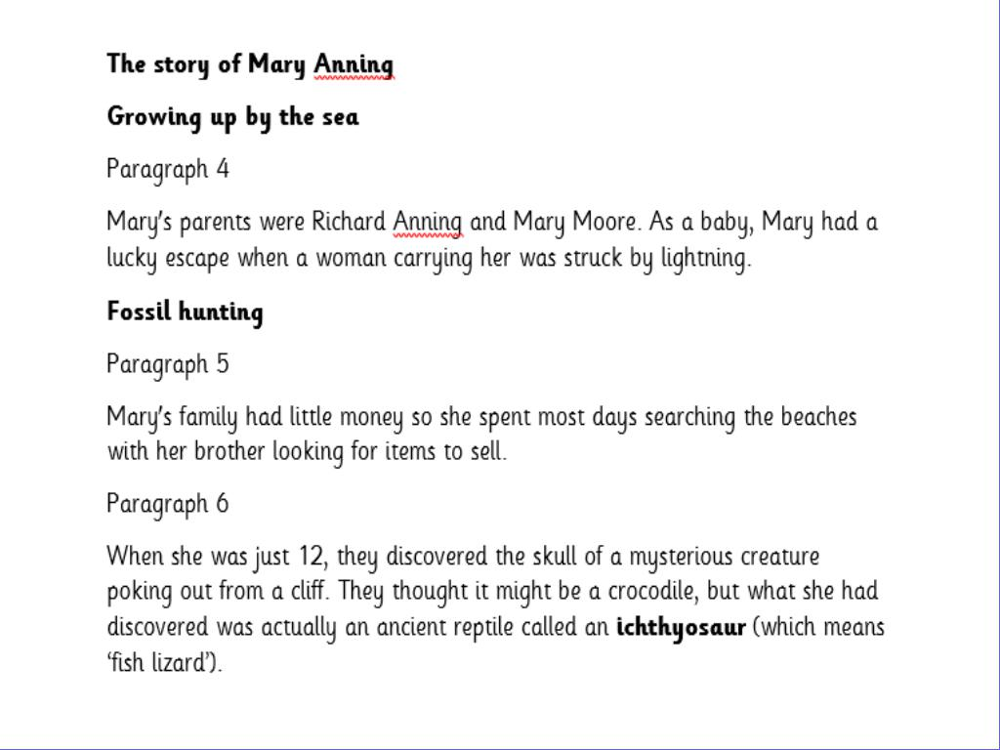 The story of Mary Anning
Growing up by the sea
Paragraph 4
Mary's parents were Richard Anning and Mary Moore. As a baby, Mary had a
lucky escape when a woman carrying her was struck by lightning.
Fossil hunting
Paragraph 5
Mary's family had little money so she spent most days searching the beaches
with her brother looking for items to sell.
Paragraph 6
When she was just 12, they discovered the skull of a mysterious creature
poking out from a cliff. They thought it might be a crocodile, but what she had
discovered was actually an ancient reptile called an ichthyosaur (which means
‘fish lizard’).